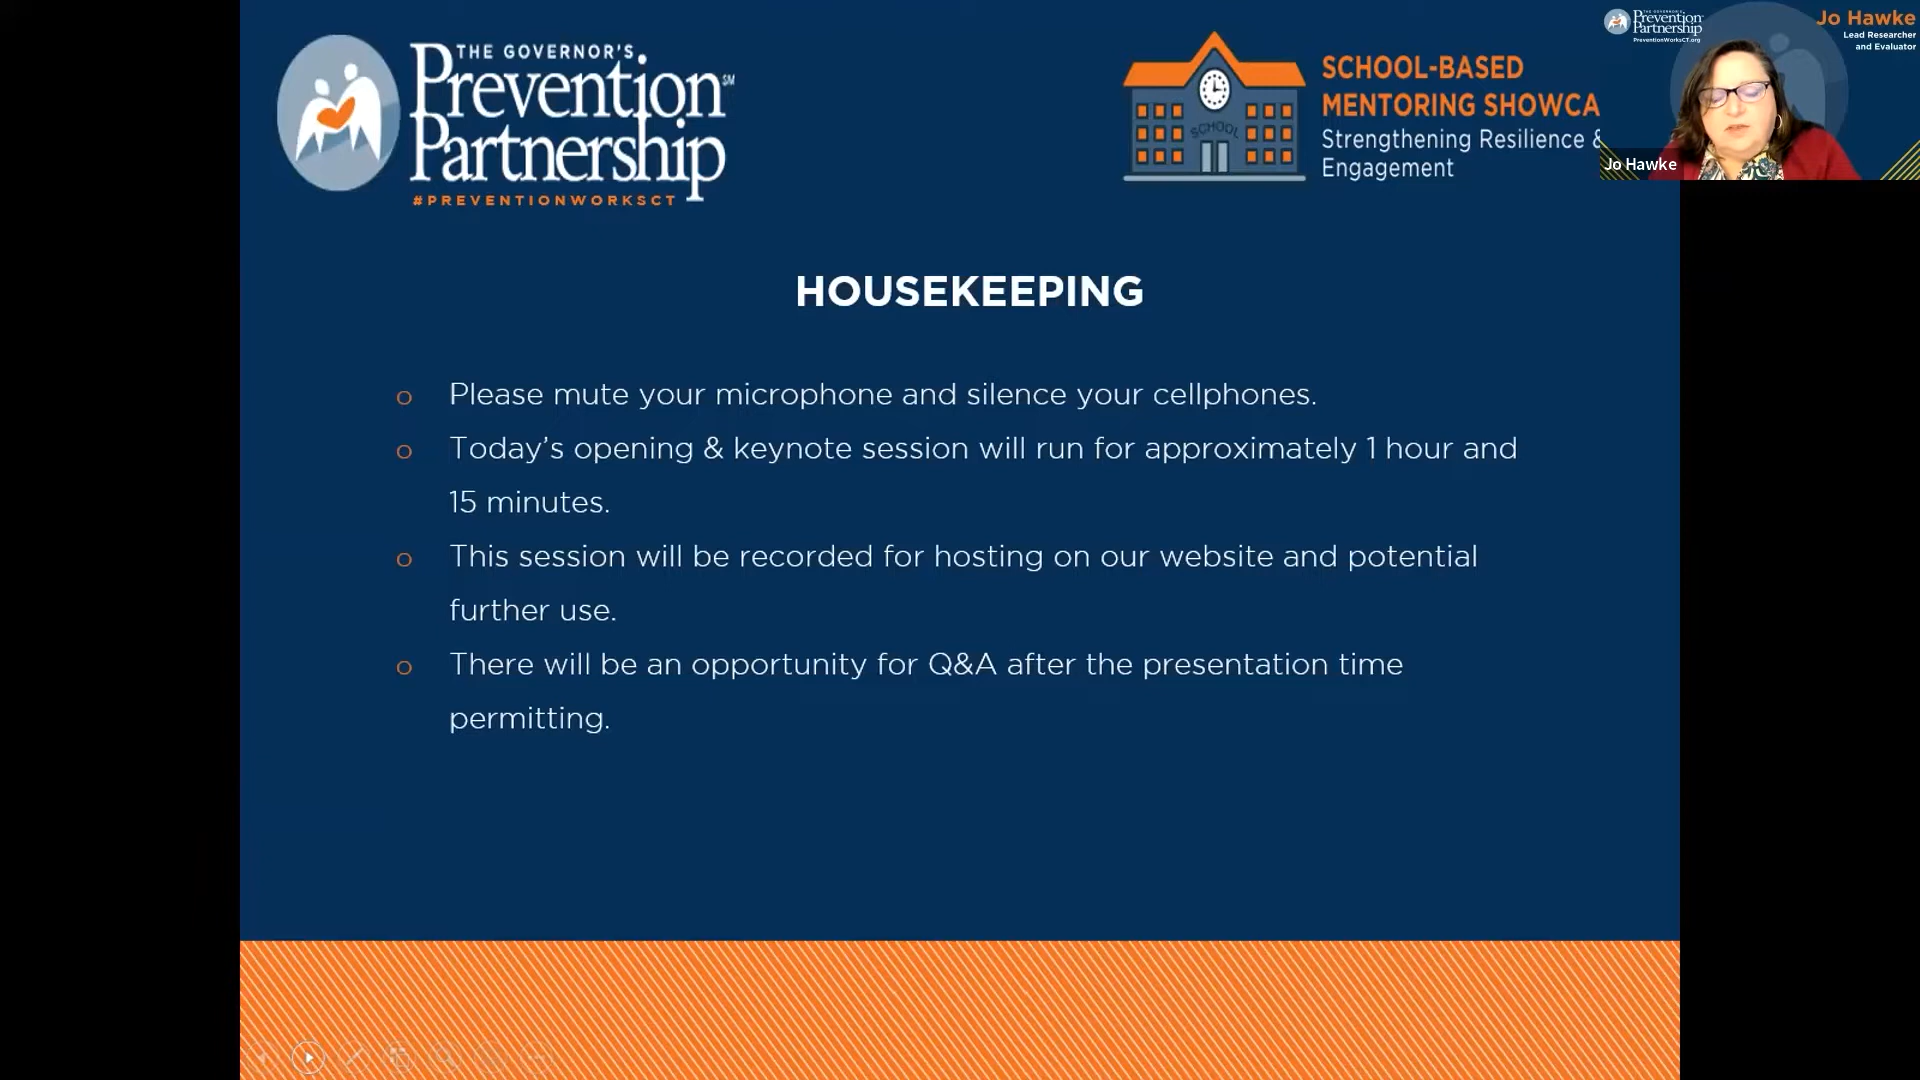 THE GOVERNOR'S
Prevention
Partnership
SM
#PREVENTIONWORKSCT
SCHOOL
SCHOOL-BASED
MENTORING SHOWCA
Strengthening Resilience &
Engagement
Prevention
Partnership
PreventionWorksCT.org
Jo Hawke
Lead Researcher
and Evaluator
Jo Hawke
HOUSEKEEPING
o Please mute your microphone and silence your cellphones.
o Today's opening & keynote session will run for approximately 1 hour and
15 minutes.
o This session will be recorded for hosting on our website and potential
further use.
o There will be an opportunity for Q&A after the presentation time
permitting.